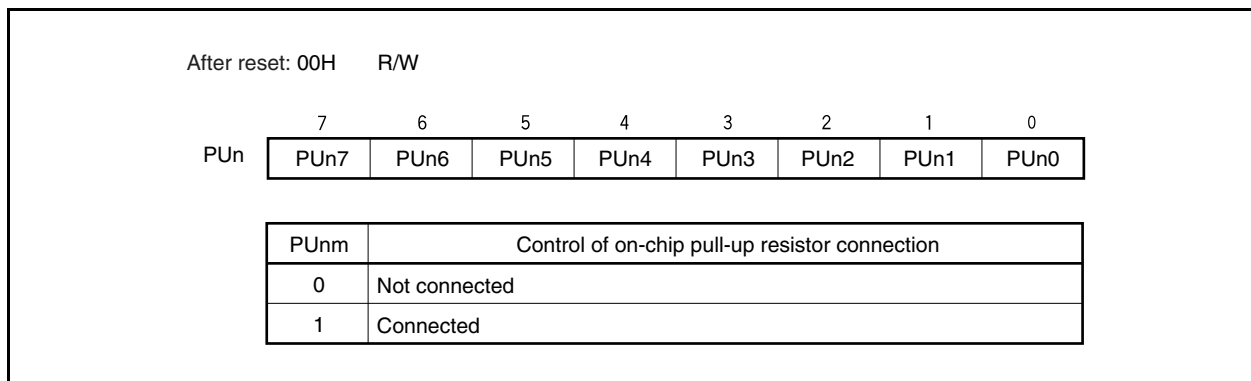 After reset: 00H R/W
7 6 5 4 3 2 1 0
PUn PUn7 PUn6 PUn5 PUn4 PUn3 PUn2 PUn1 PUn0
PUnm Control of on-chip pull-up resistor connection
0 Not connected
1 Connected